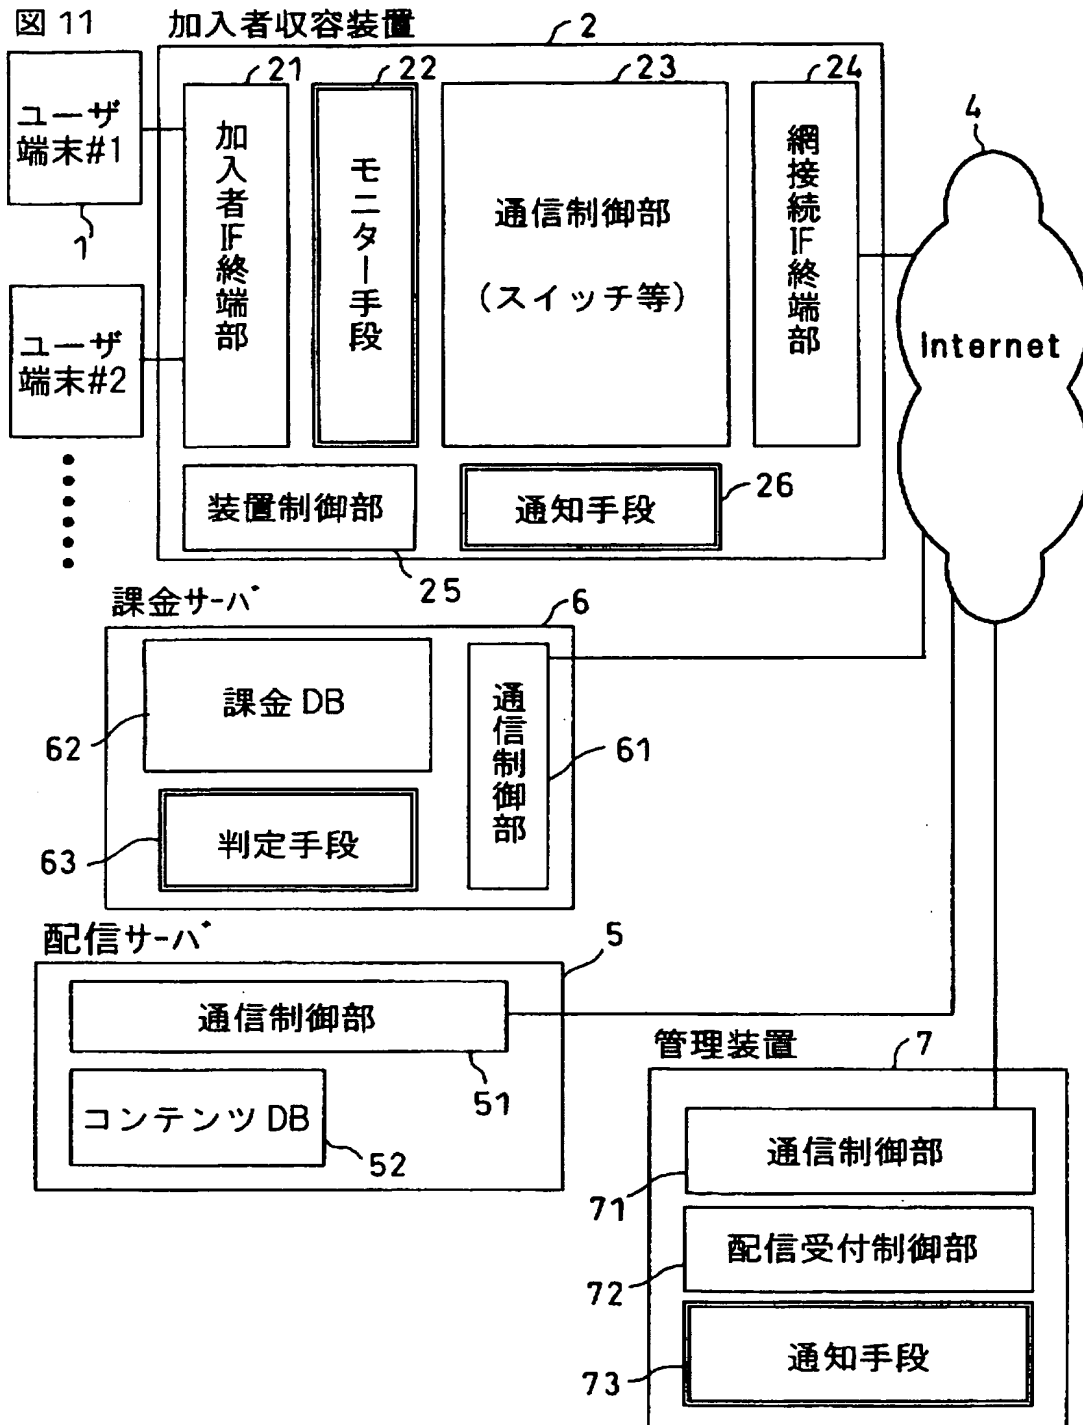 図 11
加入者収容装置
2
ユーザ
端末#1
1
ユーザ
端末#2
21
加入者IF終端部
22
モニター手段
23
通信制御部
(スイッチ等)
24
網接続IF終端部
4
Internet
装置制御部
25
通知手段
26
課金サーバ
6
課金 DB
62
通信制御部
61
判定手段
63
配信サーバ
5
通信制御部
51
コンテンツ DB
52
管理装置
7
通信制御部
71
配信受付制御部
72
通知手段
73